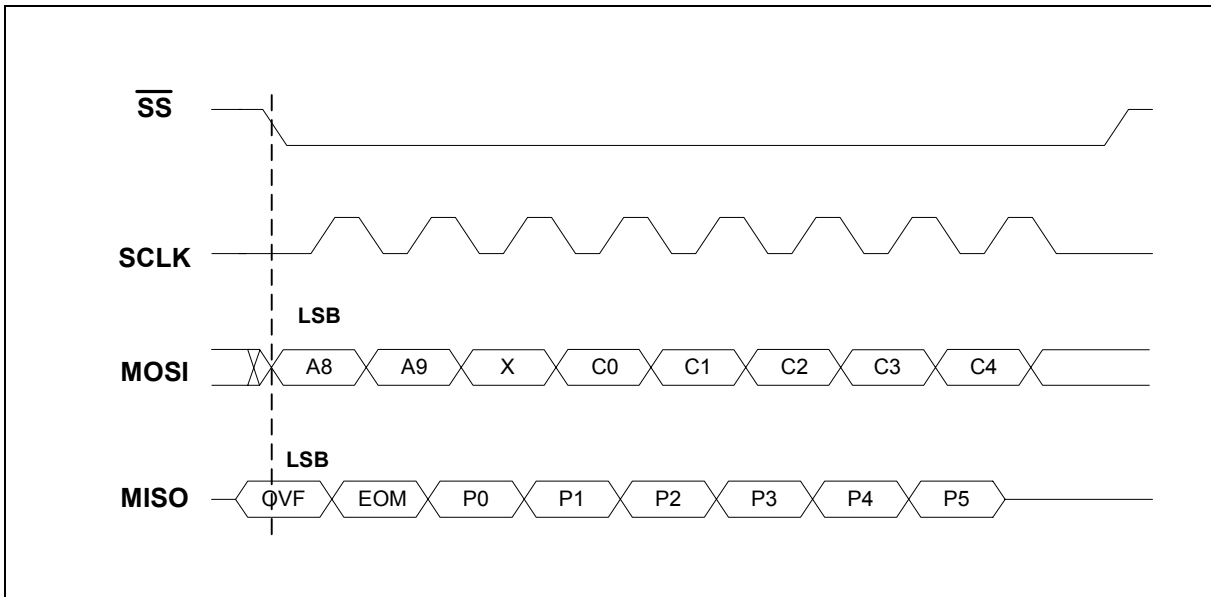 SS
SCLK
LSB
MOSI A8 A9 X C0 C1 C2 C3 C4
LSB
MISO OVF EOM P0 P1 P2 P3 P4 P5